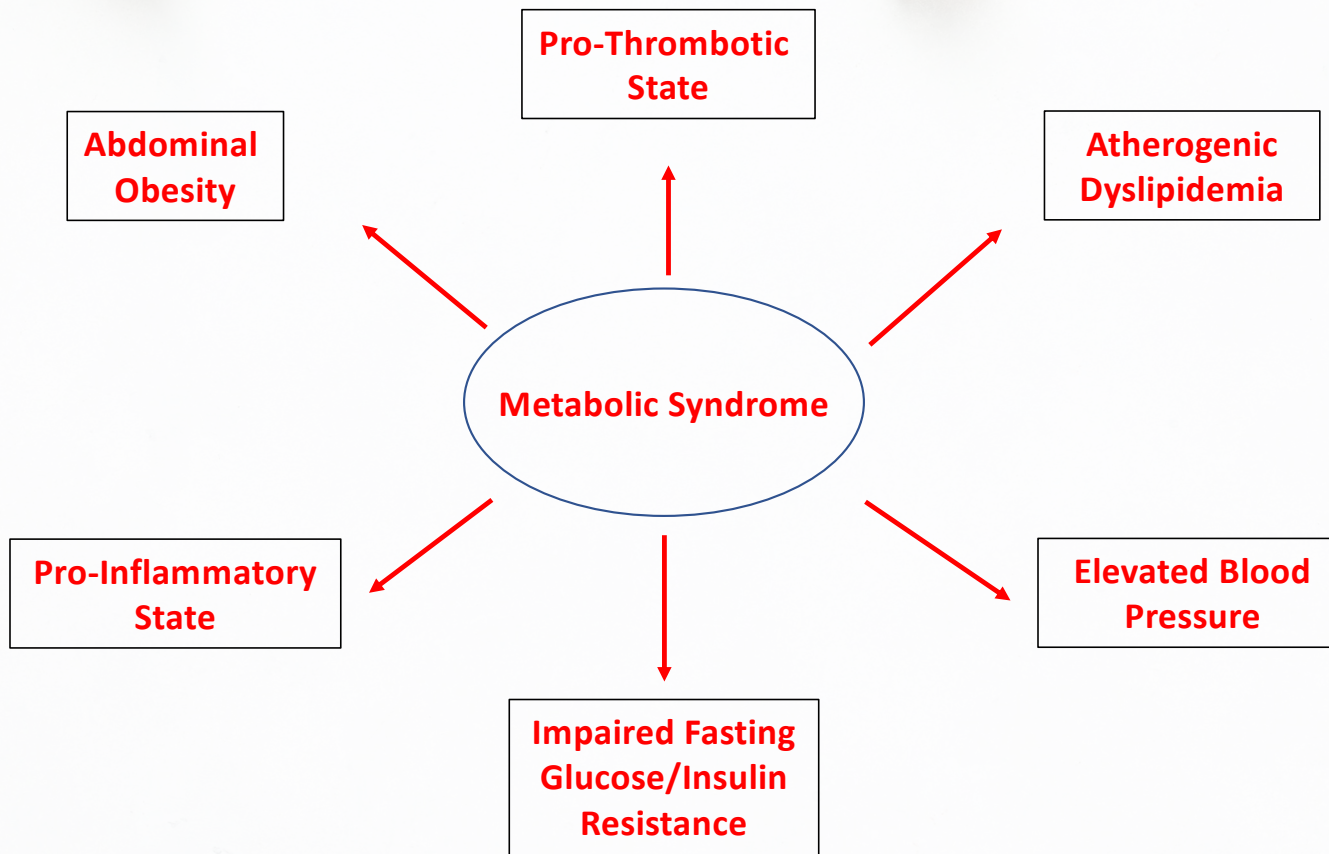 Pro-Thrombotic
State
Abdominal
Obesity
Atherogenic
Dyslipidemia
Metabolic Syndrome
Pro-Inflammatory
State
Elevated Blood
Pressure
Impaired Fasting
Glucose/Insulin
Resistance